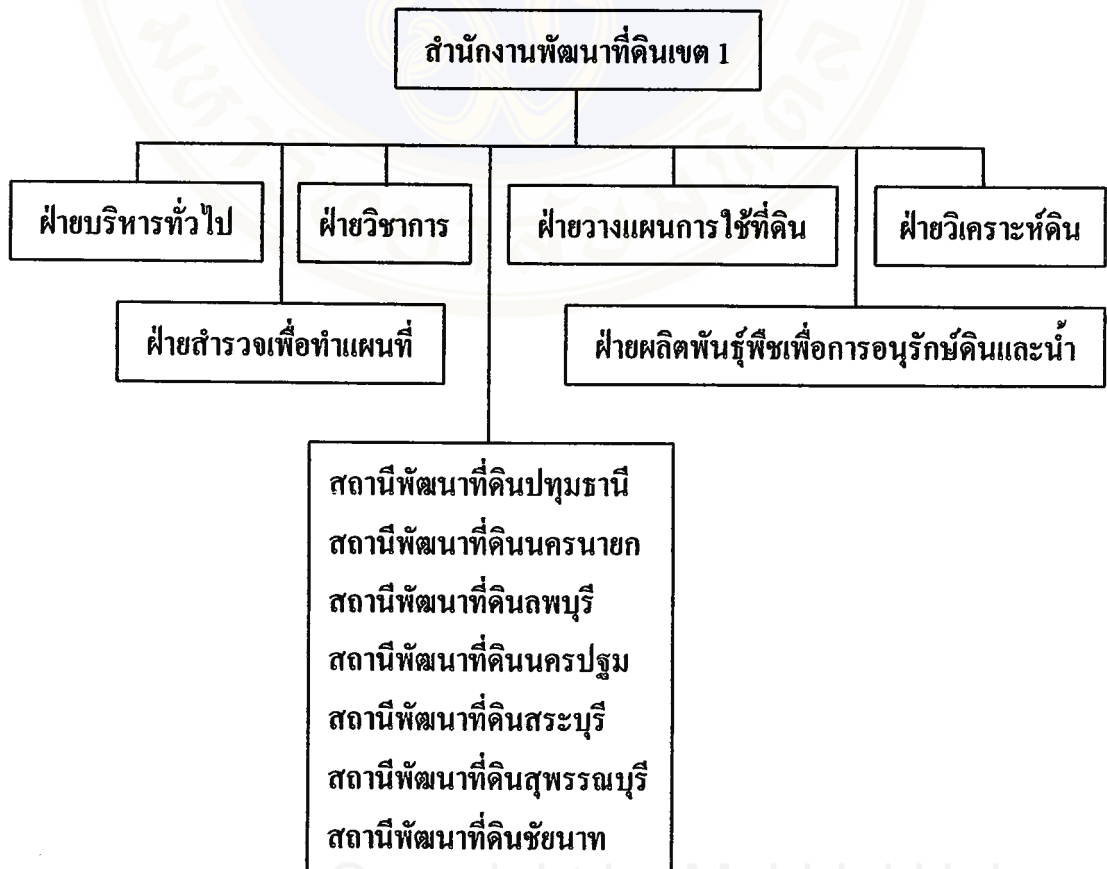 สำนักงานพัฒนาที่ดินเขต 1
ฝ่ายบริหารทั่วไป
ฝ่ายวิชาการ
ฝ่ายวางแผนการใช้ที่ดิน
ฝ่ายวิเคราะห์ดิน
ฝ่ายสำรวจเพื่อทำแผนที่
ฝ่ายผลิตพันธุ์พืชเพื่อการอนุรักษ์ดินและน้ำ
สถานีพัฒนาที่ดินปทุมธานี
สถานีพัฒนาที่ดินนครนายก
สถานีพัฒนาที่ดินลพบุรี
สถานีพัฒนาที่ดินนครปฐม
สถานีพัฒนาที่ดินสระบุรี
สถานีพัฒนาที่ดินสุพรรณบุรี
สถานีพัฒนาที่ดินชัยนาท